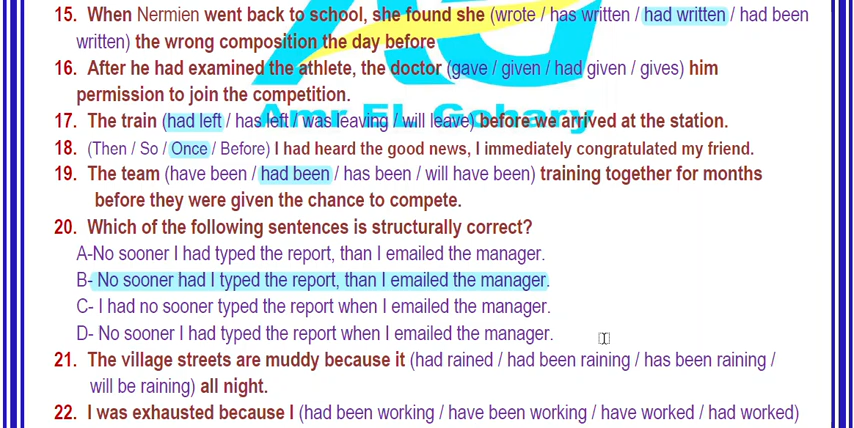 15. When Nermien went back to school, she found she (wrote / has written / had written / had been
written) the wrong composition the day before
16. After he had examined the athlete, the doctor (gave / given / had given / gives) him
permission to join the competition.
Amr EL Gohary
17. The train (had left / has left / was leaving / will leave) before we arrived at the station.
18. (Then / So / Once / Before) I had heard the good news, I immediately congratulated my friend.
19. The team (have been / had been / has been / will have been) training together for months
before they were given the chance to compete.
20. Which of the following sentences is structurally correct?
A-No sooner I had typed the report, than I emailed the manager.
B- No sooner had I typed the report, than I emailed the manager.
C- I had no sooner typed the report when I emailed the manager.
D- No sooner I had typed the report when I emailed the manager.
21. The village streets are muddy because it (had rained / had been raining / has been raining /
will be raining) all night.
22. I was exhausted because I (had been working / have been working / have worked / had worked)